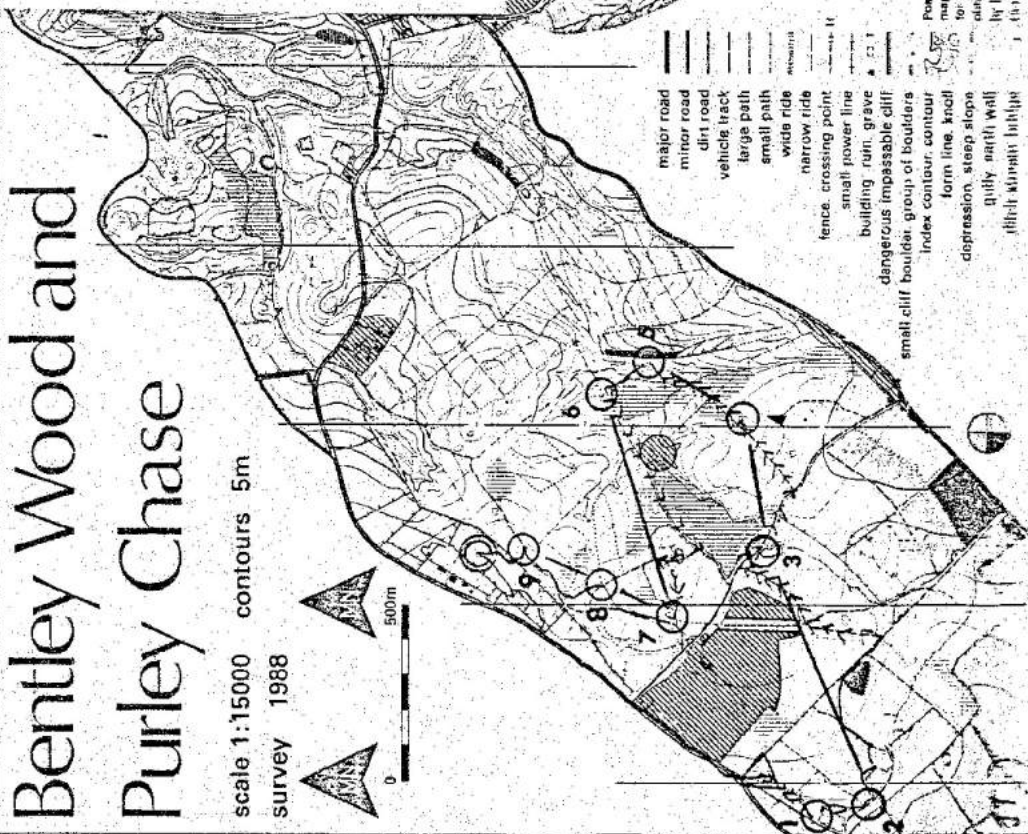 Bentley Wood and
Purley Chase
scale 1:15000 contours 5m
survey 1988
0 500m
major road
minor road
dirt road
vehicle track
large path
small path
wide ride
narrow ride
fence, crossing point
small power line
building, ruin, grave
dangerous impassable cliff
small cliff boulder, group of boulders
index contour, contour
form line, knoll
depression, steep slope
gully, earth wall
1
2
3
4
5
6
7
8
9